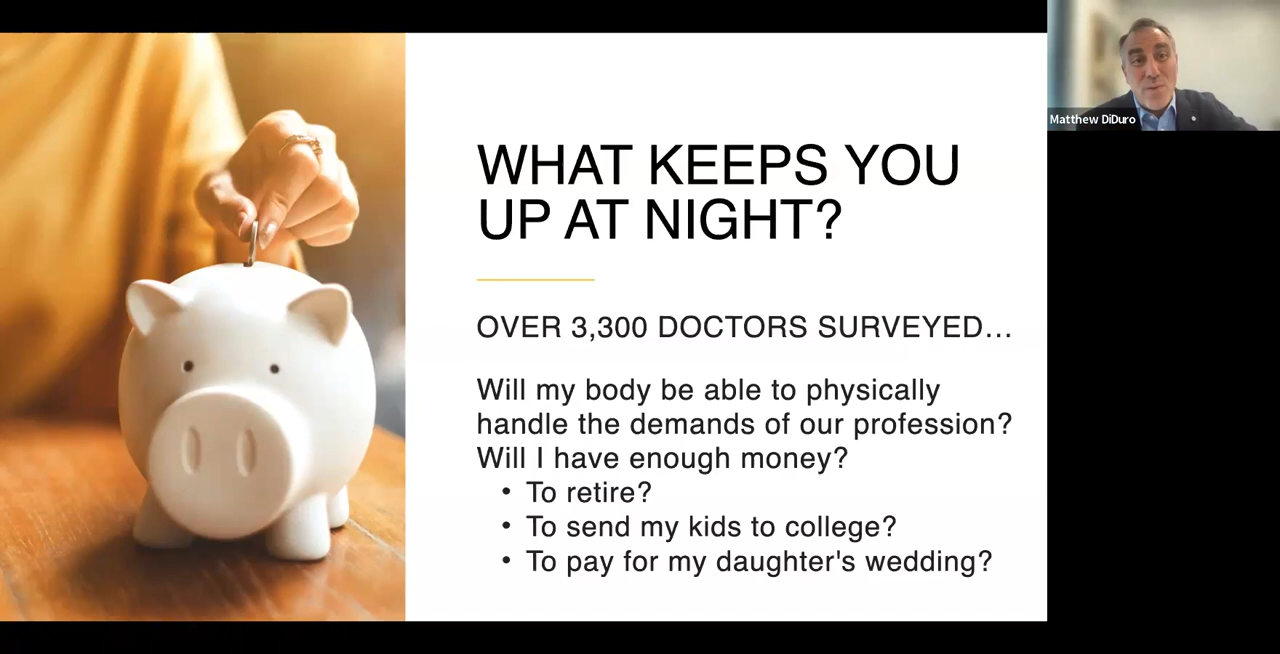 WHAT KEEPS YOU
UP AT NIGHT?
OVER 3,300 DOCTORS SURVEYED...
Will my body be able to physically
handle the demands of our profession?
Will I have enough money?
• To retire?
• To send my kids to college?
• To pay for my daughter's wedding?
Matthew DiDuro